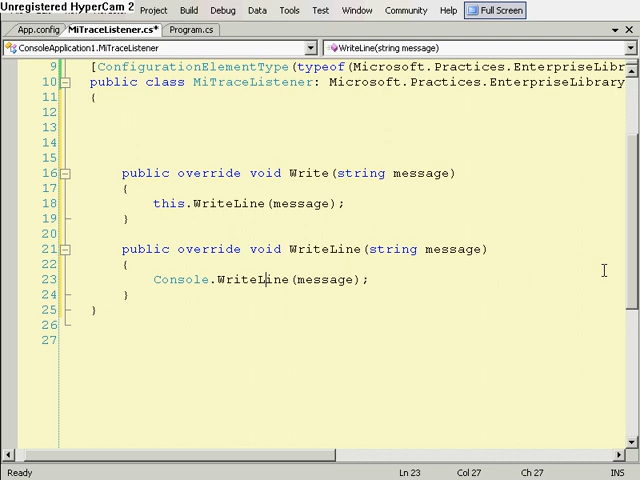 Unregistered HyperCam 2
Project Build Debug Data Tools Test Window Community Help Full Screen
App.config MiTraceListener.cs* Program.cs
ConsoleApplication1.MiTraceListener WriteLine(string message)
9 [ConfigurationElementType(typeof(Microsoft.Practices.EnterpriseLibr
10 public class MiTraceListener: Microsoft.Practices.EnterpriseLibrary
11 {
12
13
14
15
16 public override void Write(string message)
17 {
18 this.WriteLine(message);
19 }
20
21 public override void WriteLine(string message)
22 {
23 Console.WriteLine(message);
24 }
25 }
26
27
Ready Ln 23 Col 27 Ch 27 INS